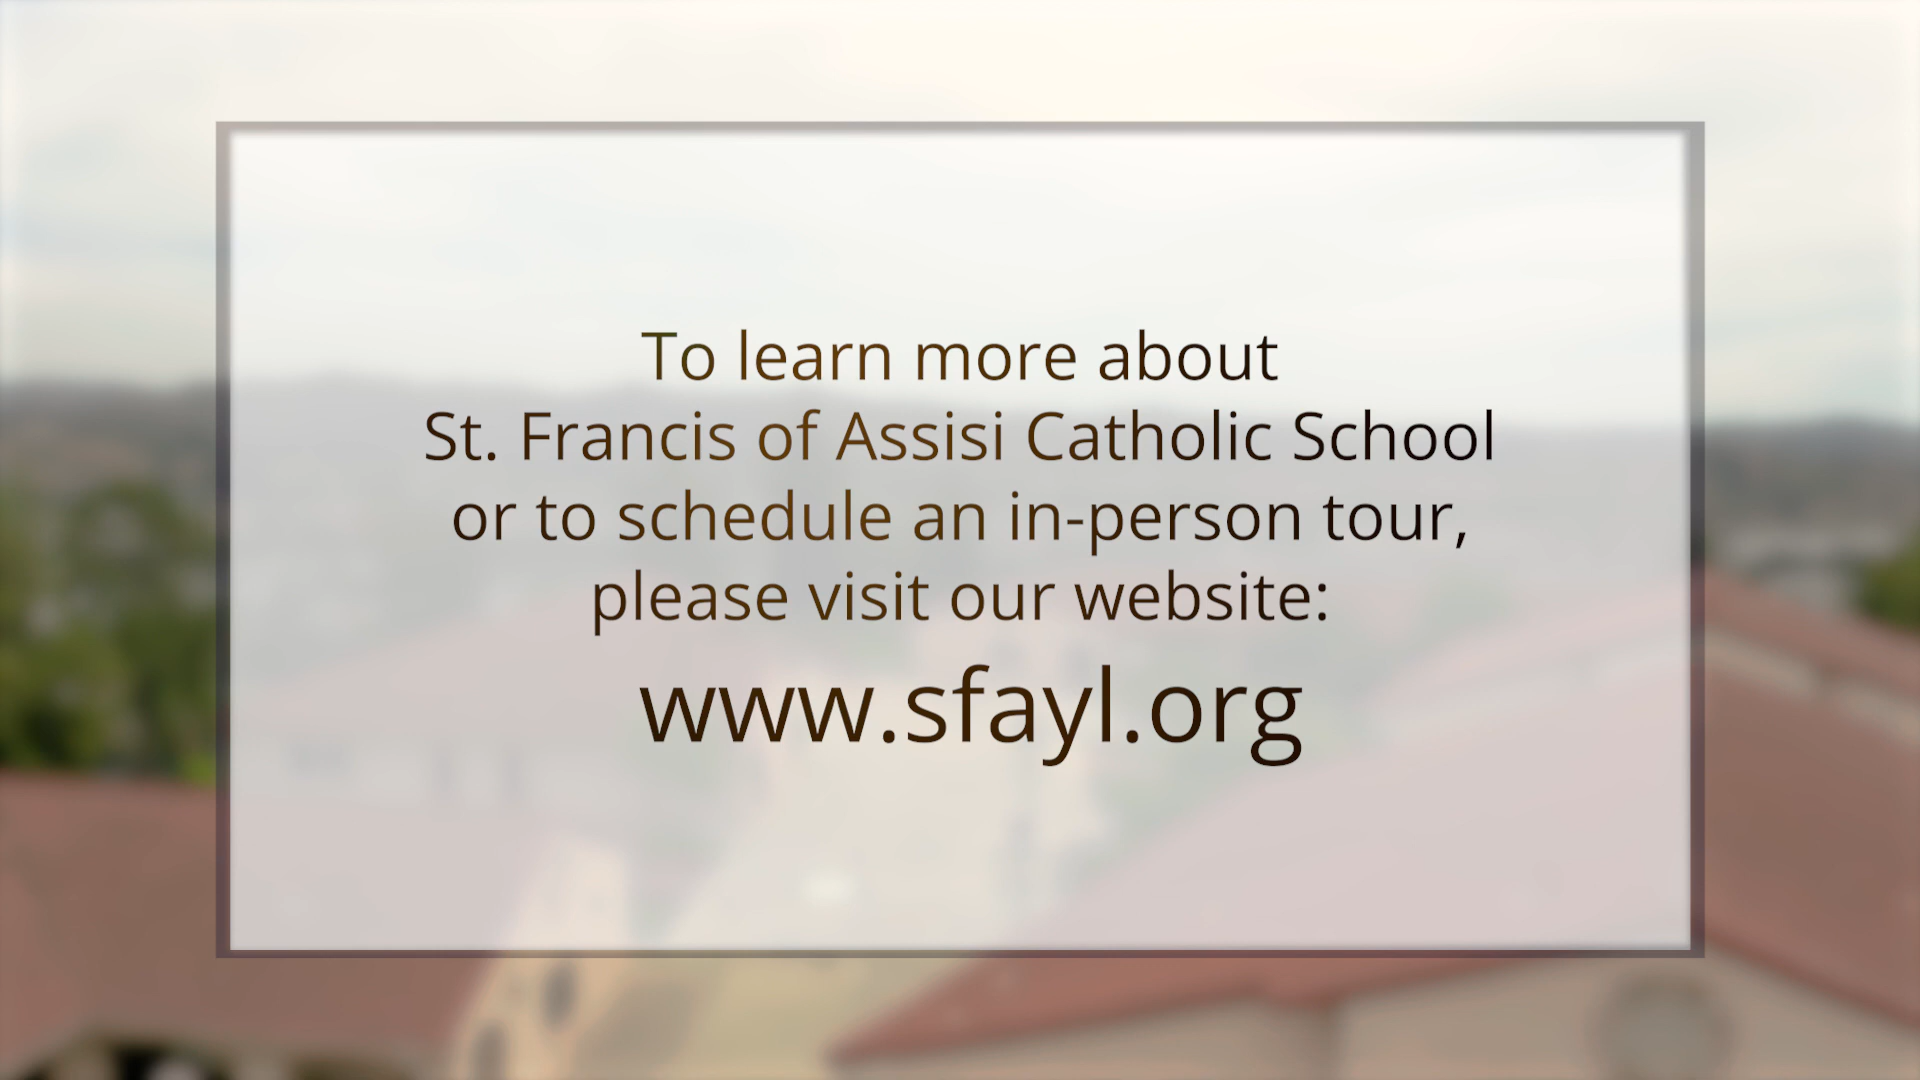 To learn more about
St. Francis of Assisi Catholic School
or to schedule an in-person tour,
please visit our website:
www.sfayl.org